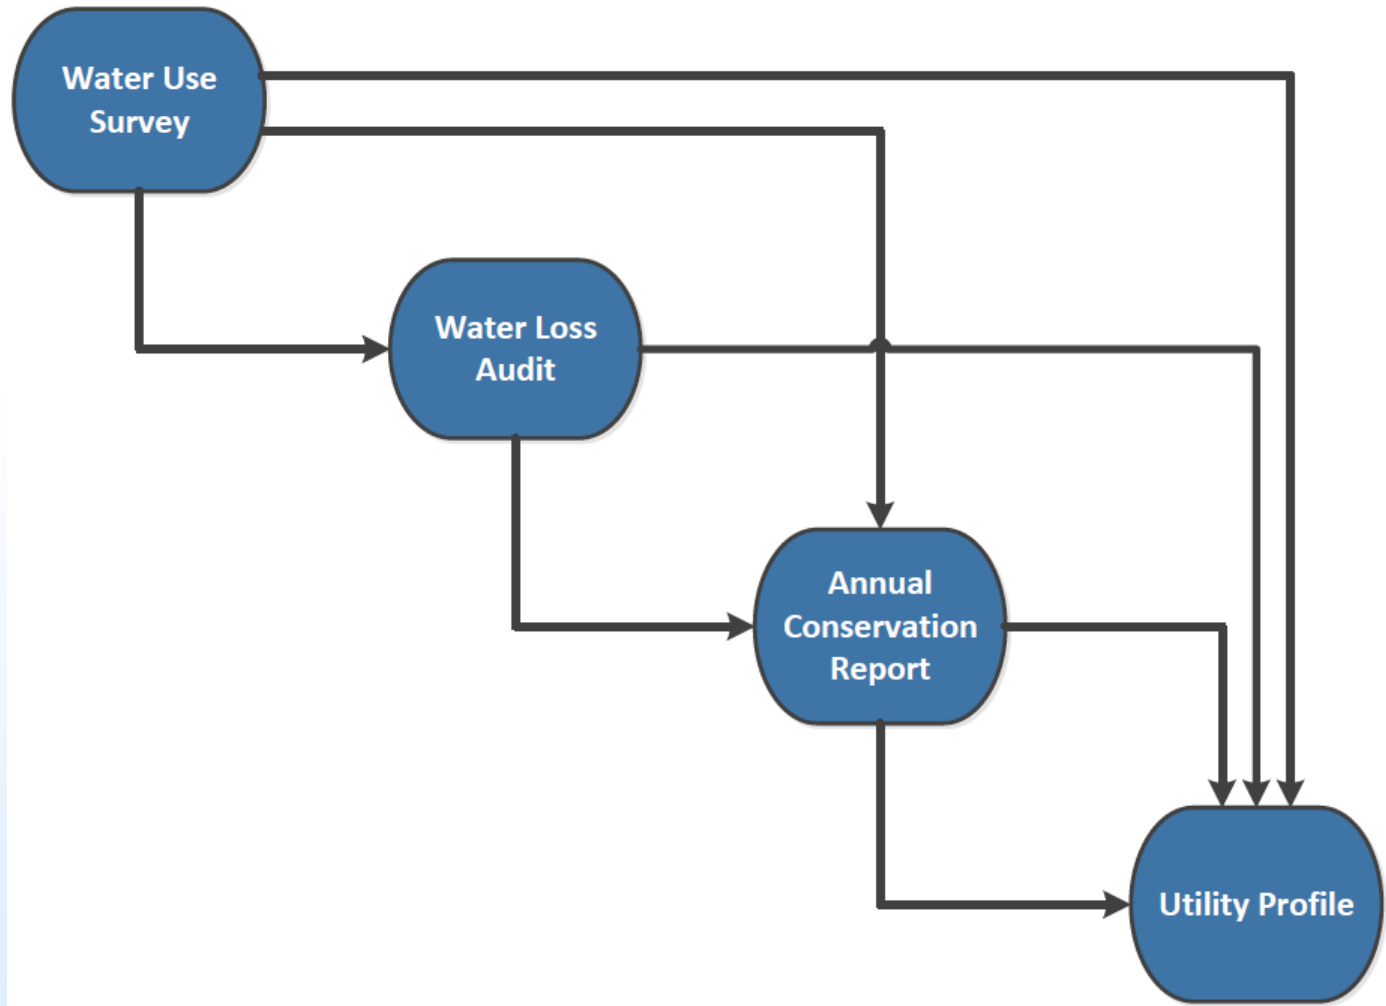 Water Use
Survey
Water Loss
Audit
Annual
Conservation
Report
Utility Profile